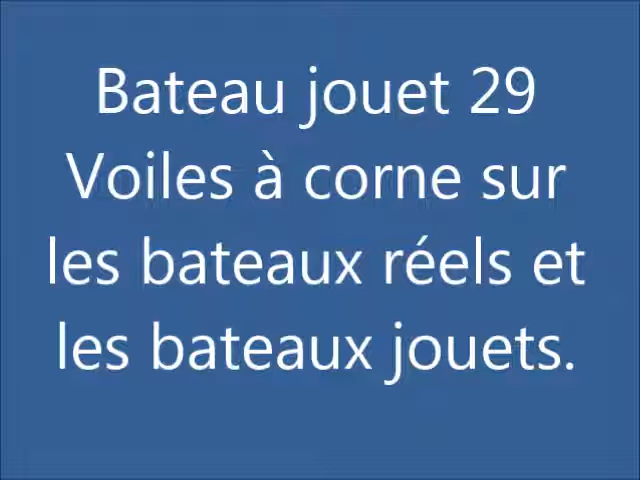 Bateau jouet 29
Voiles à corne sur
les bateaux réels et
les bateaux jouets.